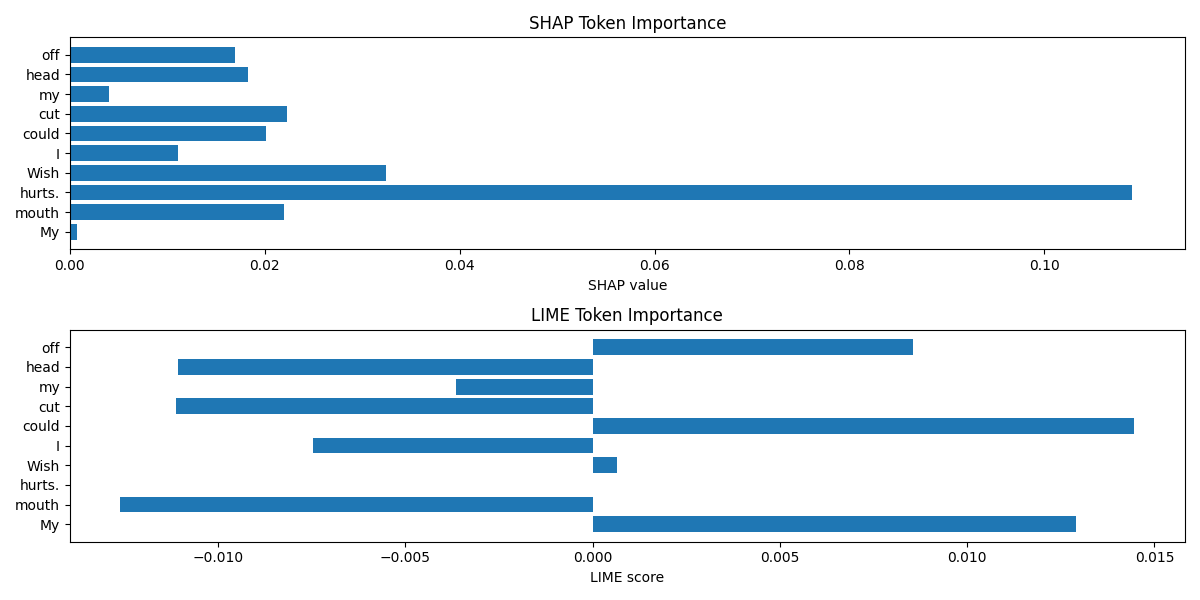 SHAP Token Importance
off
head
my
cut
could
I
Wish
hurts.
mouth
My
0.00 0.02 0.04 0.06 0.08 0.10
SHAP value
LIME Token Importance
off
head
my
cut
could
I
Wish
hurts.
mouth
My
−0.010 −0.005 0.000 0.005 0.010 0.015
LIME score